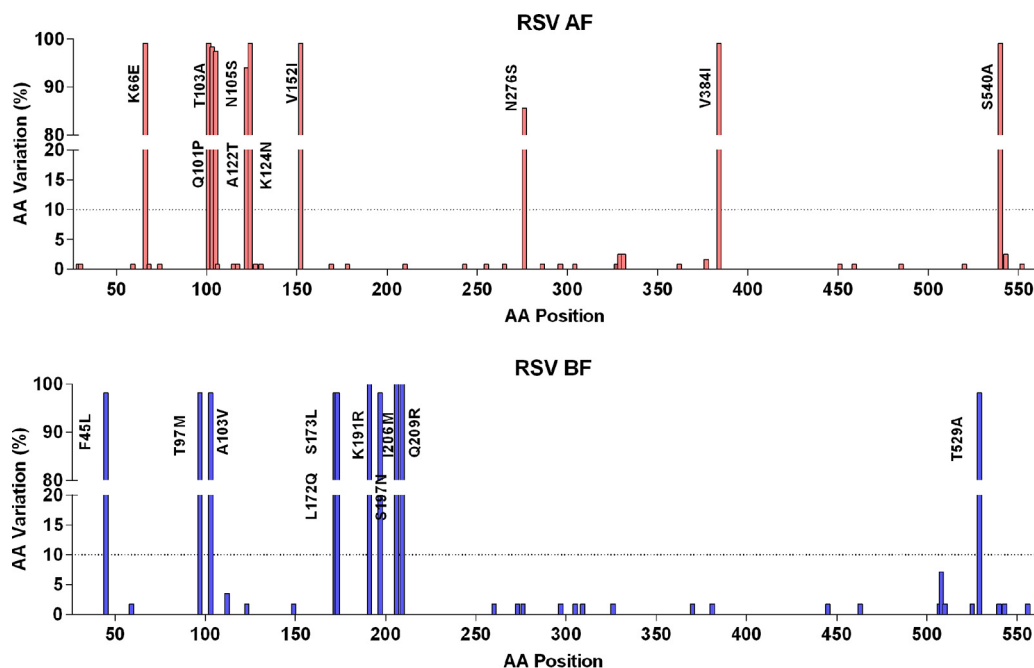 RSV AF
AA Variation (%)
100
90
80
20
10
5
0
K66E
T103A
N105S
V152I
N276S
V384I
S540A
Q101P
A122T
K124N
50
100
150
200
250
300
350
400
450
500
550
AA Position
RSV BF
AA Variation (%)
100
90
80
20
10
5
0
F45L
T97M
A103V
S173L
K191R
I206M
Q209R
T529A
L172Q
S197N
50
100
150
200
250
300
350
400
450
500
550
AA Position